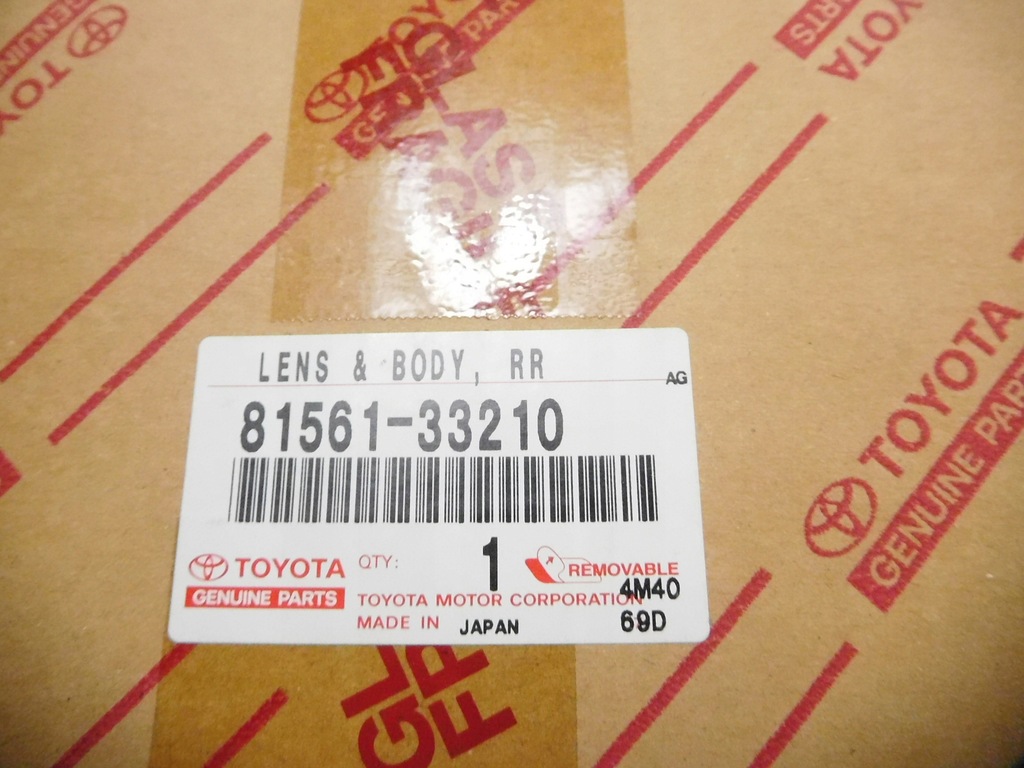 GENUINE
TOYOTA
TOYOTA
PARTS
TOYOTA
LENS & BODY, RR
AG
81561-33210
TOYOTA
GENUINE PARTS
QTY:
1
REMOVABLE
TOYOTA MOTOR CORPORATION
4M40
MADE IN JAPAN
69D
TOYOTA
GENUINE PARTS